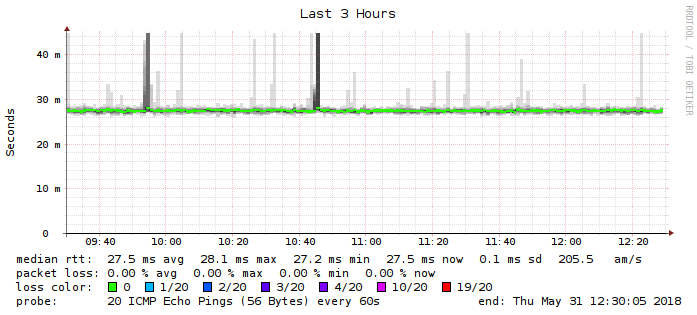 Last 3 Hours
RRDTOOL / TOBI OETIKER
Seconds
40 m
30 m
20 m
10 m
0
09:40 10:00 10:20 10:40 11:00 11:20 11:40 12:00 12:20
median rtt: 27.5 ms avg 28.1 ms max 27.2 ms min 27.5 ms now 0.1 ms sd 205.5 am/s
packet loss: 0.00 % avg 0.00 % max 0.00 % min 0.00 % now
loss color: 0 1/20 2/20 3/20 4/20 10/20 19/20
probe: 20 ICMP Echo Pings (56 Bytes) every 60s end: Thu May 31 12:30:05 2018